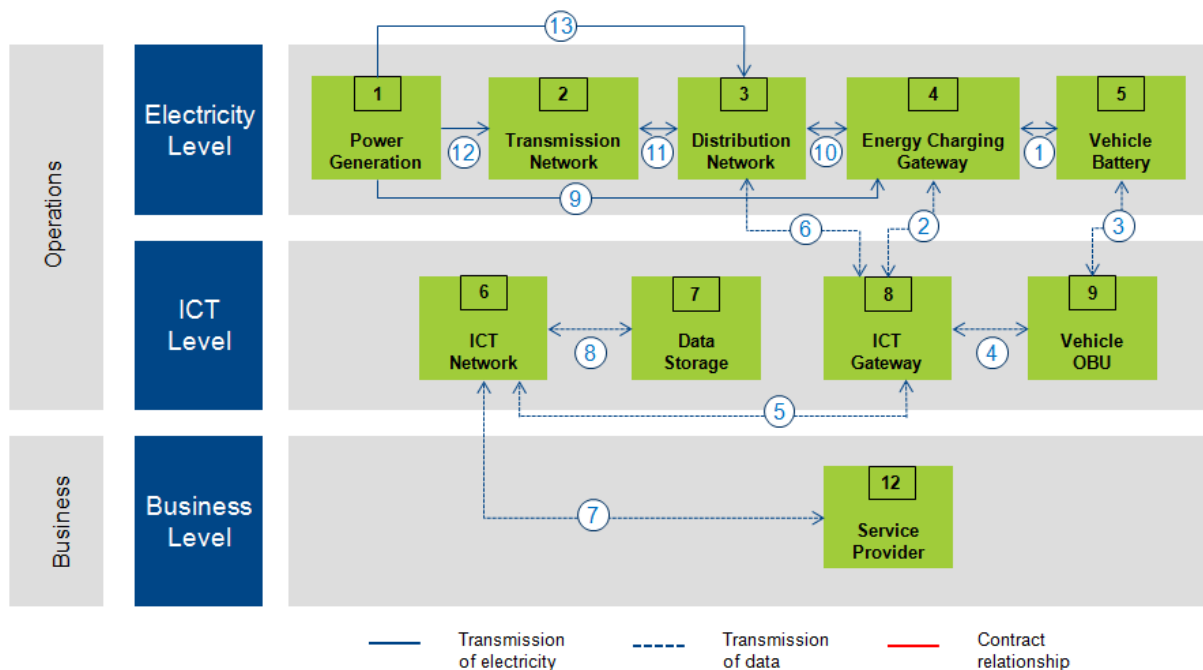 13
Operations
Electricity
Level
1
Power
Generation
12
2
Transmission
Network
11
3
Distribution
Network
10
4
Energy Charging
Gateway
1
5
Vehicle
Battery
9
6
2
3
ICT
Level
6
ICT
Network
8
7
Data
Storage
8
ICT
Gateway
4
9
Vehicle
OBU
5
Business
Business
Level
7
12
Service
Provider
Transmission
of electricity
Transmission
of data
Contract
relationship